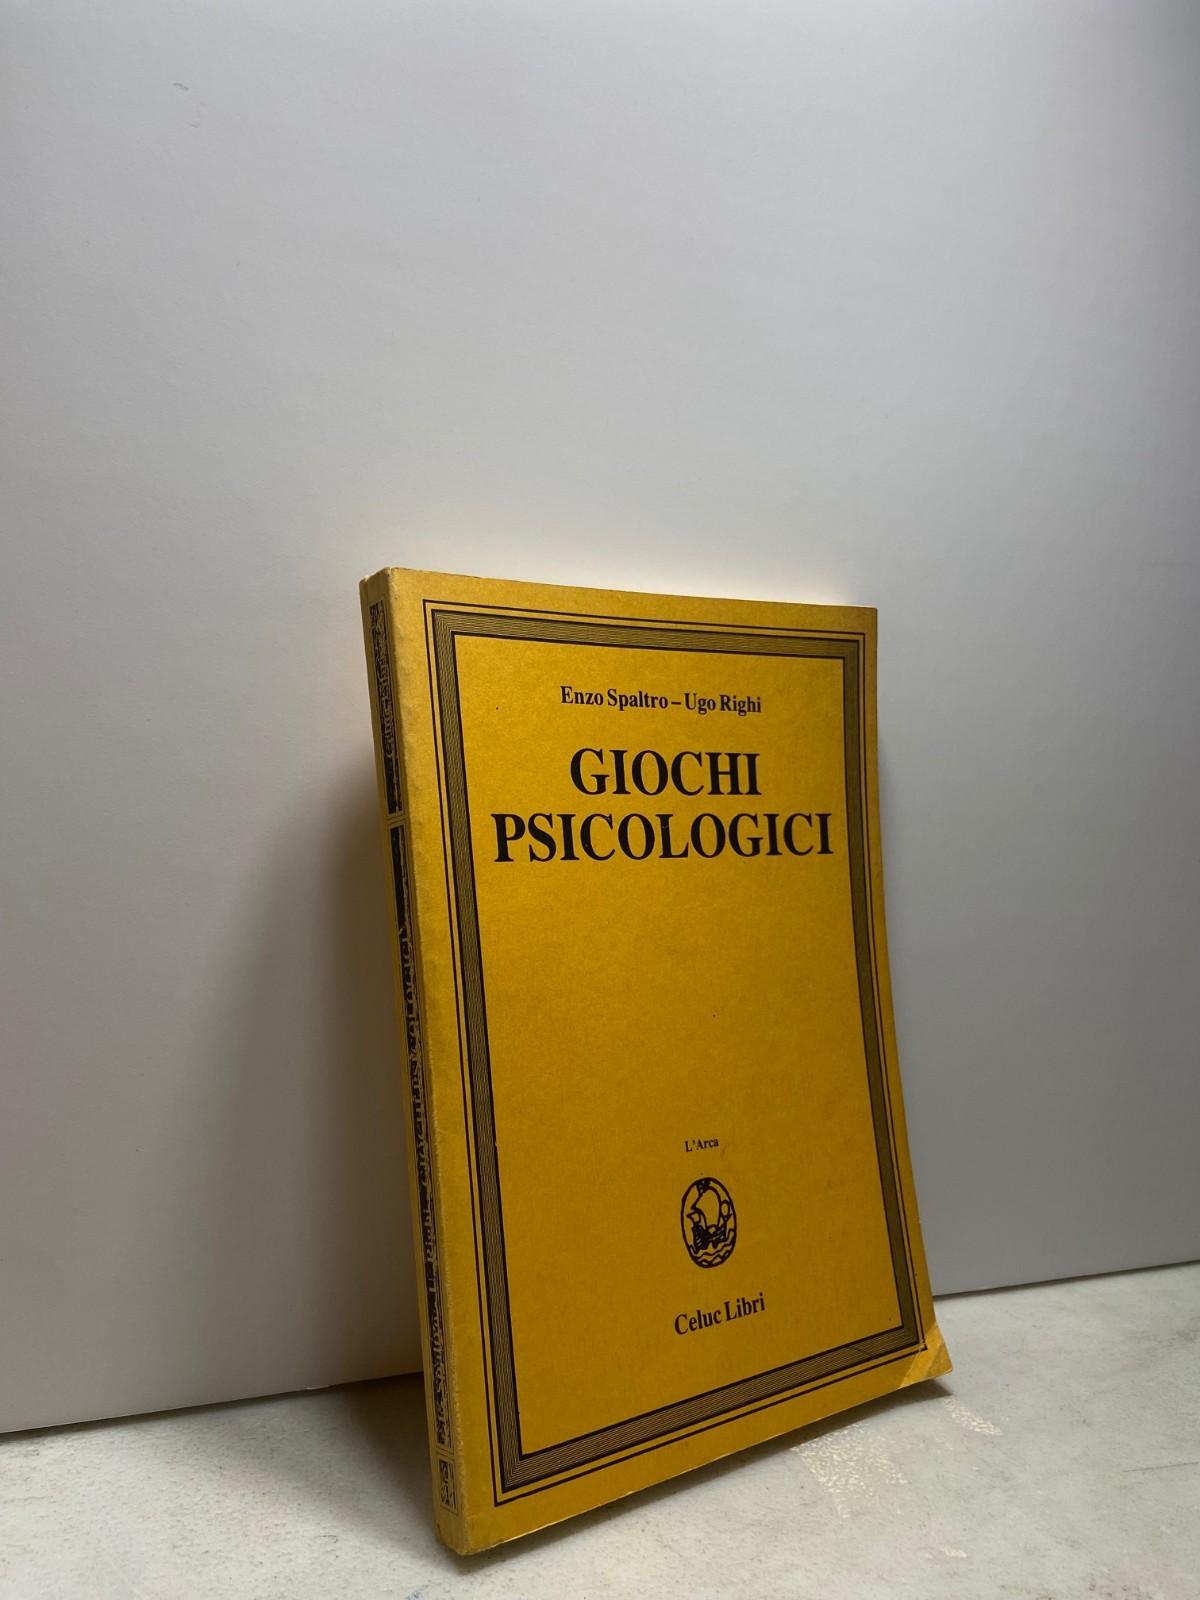 Enzo Spaltro – Ugo Righi
GIOCHI
PSICOLOGICI
L'Arca
Celuc Libri